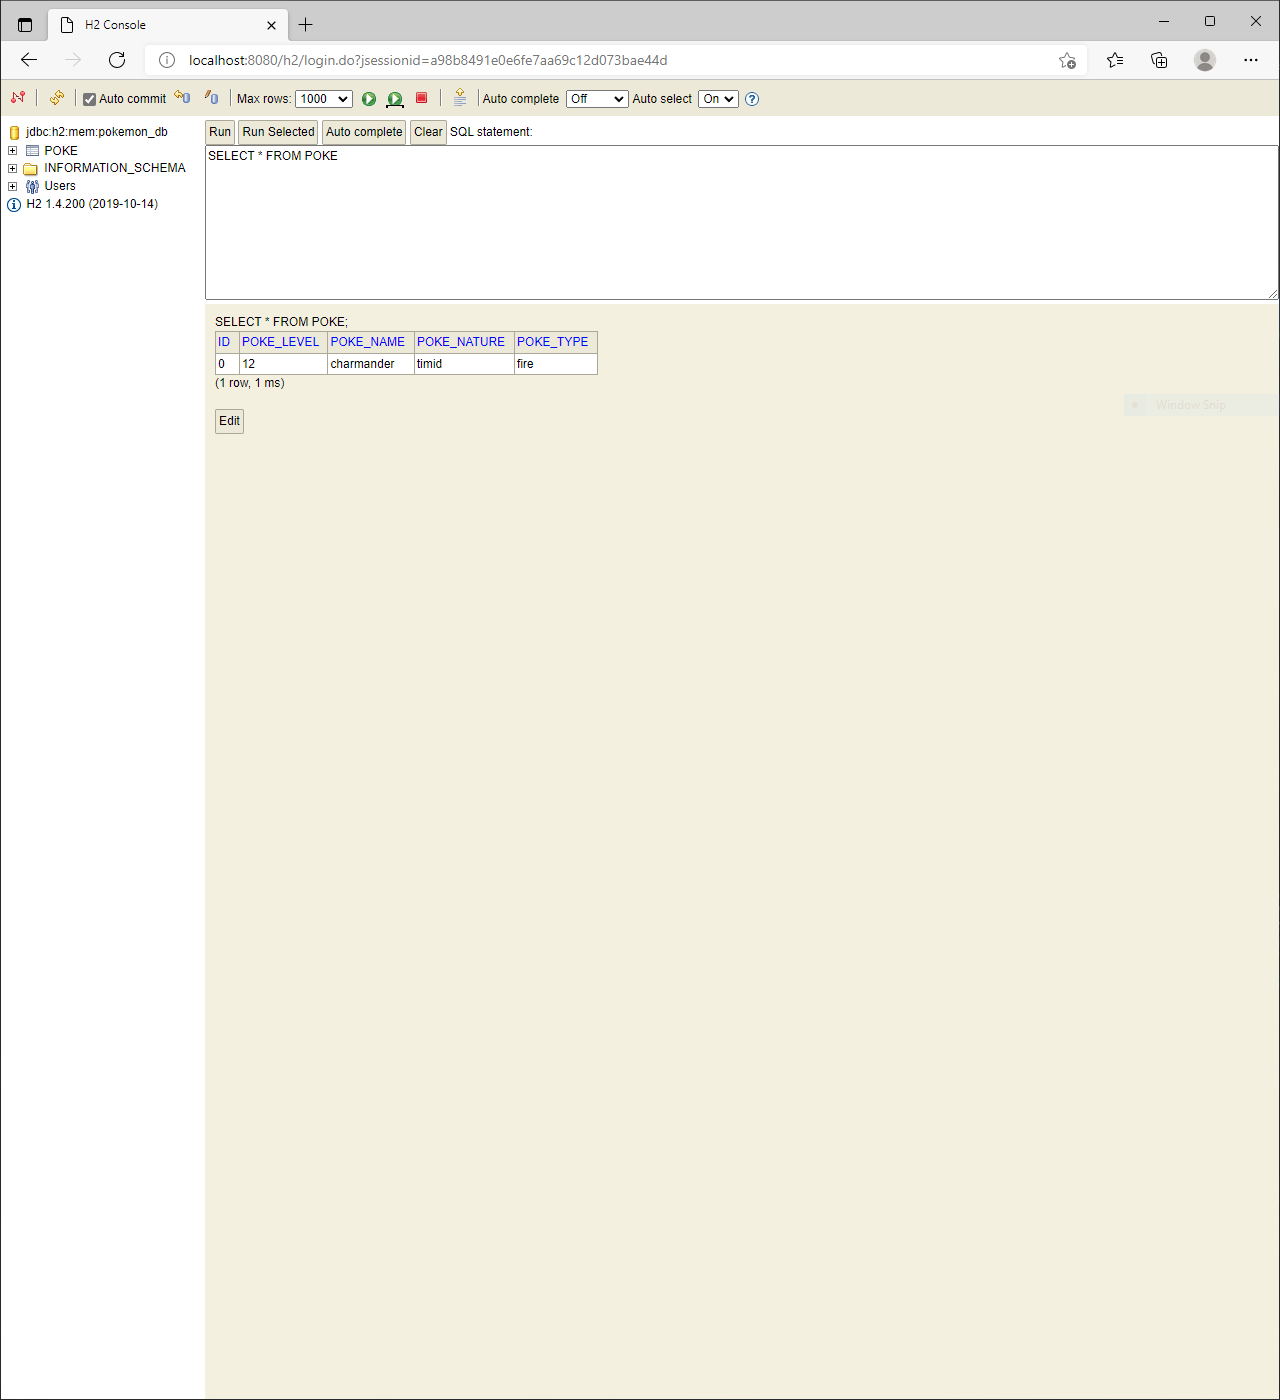 H2 Console
localhost:8080/h2/login.do?jsessionid=a98b8491e0e6fe7aa69c12d073bae44d
Auto commit
Max rows: 1000
Auto complete Off
Auto select On
jdbc:h2:mem:pokemon_db
POKE
INFORMATION_SCHEMA
Users
H2 1.4.200 (2019-10-14)
Run Run Selected Auto complete Clear SQL statement:
SELECT * FROM POKE
SELECT * FROM POKE;
ID POKE_LEVEL POKE_NAME POKE_NATURE POKE_TYPE
0 12 charmander timid fire
(1 row, 1 ms)
Window Snip
Edit